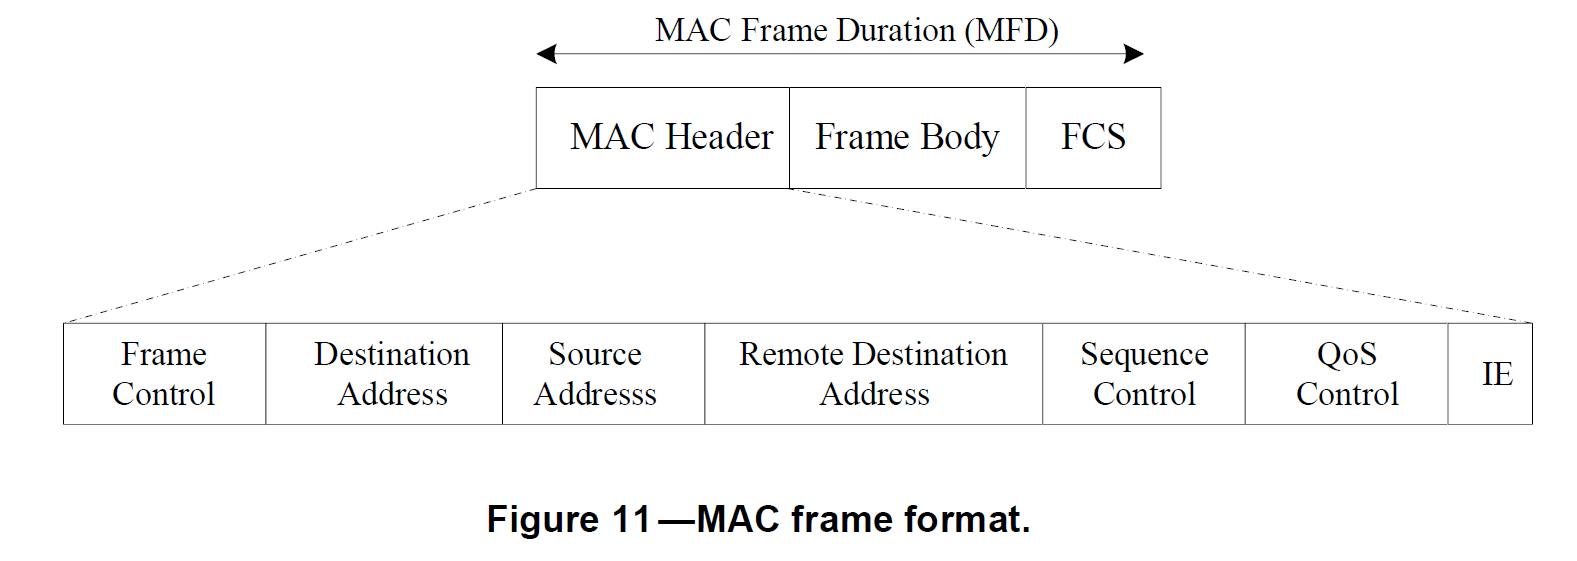 MAC Frame Duration (MFD)
MAC Header Frame Body FCS
Frame Control
Destination Address
Source Addresss
Remote Destination Address
Sequence Control
QoS Control
IE
Figure 11—MAC frame format.